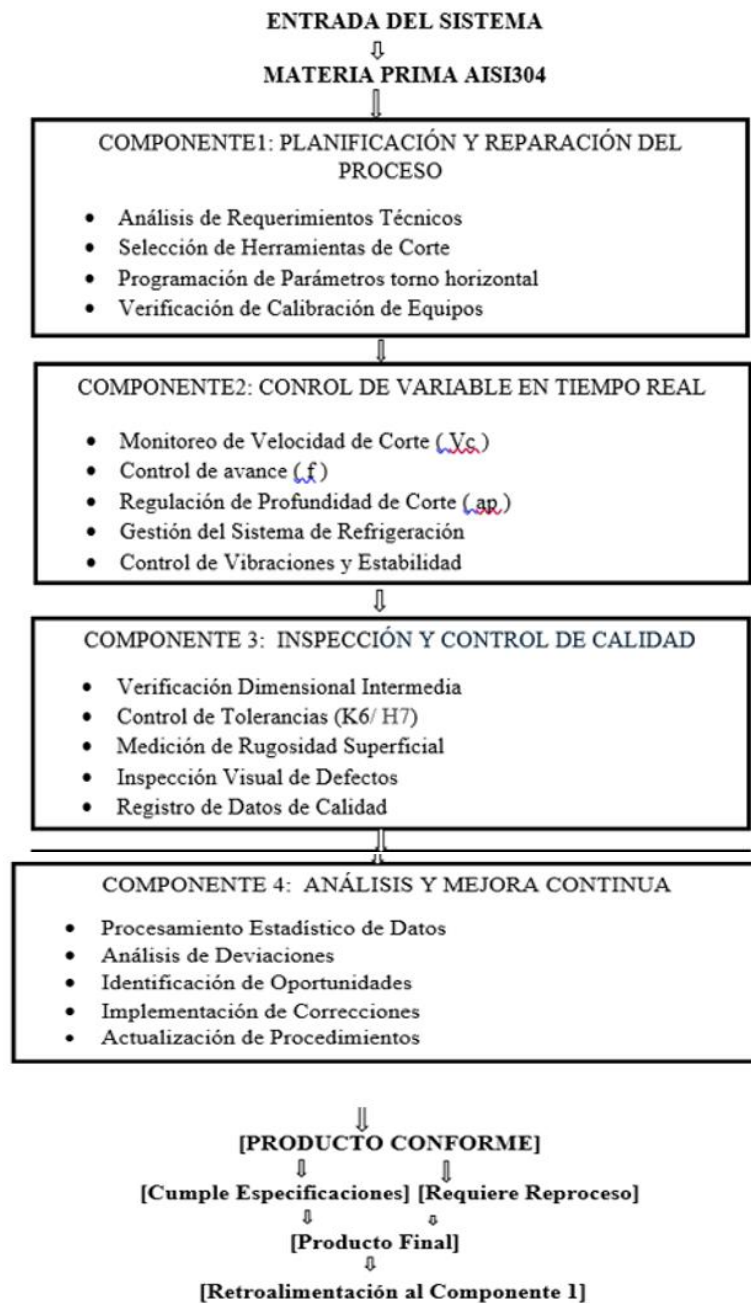 ENTRADA DEL SISTEMA
MATERIA PRIMA AISI304
COMPONENTE1: PLANIFICACIÓN Y REPARACIÓN DEL
PROCESO
• Análisis de Requerimientos Técnicos
• Selección de Herramientas de Corte
• Programación de Parámetros torno horizontal
• Verificación de Calibración de Equipos
COMPONENTE2: CONROL DE VARIABLE EN TIEMPO REAL
• Monitoreo de Velocidad de Corte ( Vc )
• Control de avance ( f )
• Regulación de Profundidad de Corte ( ap )
• Gestión del Sistema de Refrigeración
• Control de Vibraciones y Estabilidad
COMPONENTE 3: INSPECCIÓN Y CONTROL DE CALIDAD
• Verificación Dimensional Intermedia
• Control de Tolerancias (K6/ H7)
• Medición de Rugosidad Superficial
• Inspección Visual de Defectos
• Registro de Datos de Calidad
COMPONENTE 4: ANÁLISIS Y MEJORA CONTINUA
• Procesamiento Estadístico de Datos
• Análisis de Deviaciones
• Identificación de Oportunidades
• Implementación de Correcciones
• Actualización de Procedimientos
[PRODUCTO CONFORME]
[Cumple Especificaciones] [Requiere Reproceso]
[Producto Final]
[Retroalimentación al Componente 1]